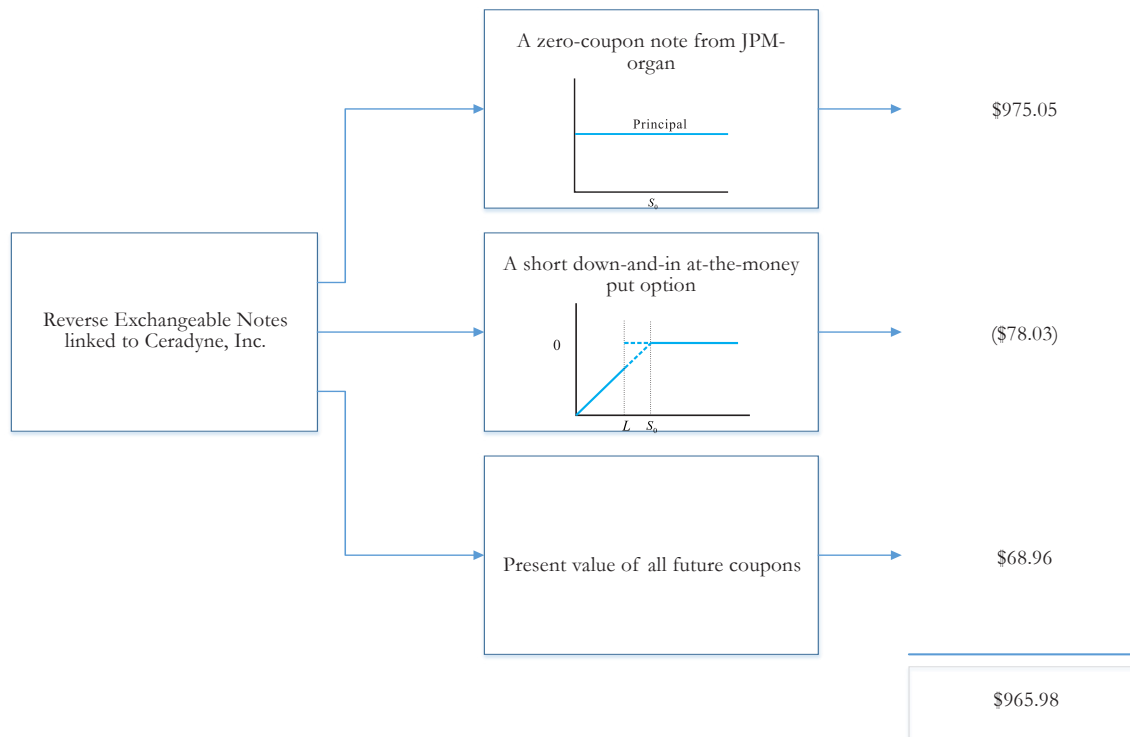 A zero-coupon note from JPM-
organ
Principal
S₀
$975.05
Reverse Exchangeable Notes
linked to Ceradyne, Inc.
A short down-and-in at-the-money
put option
0
L S₀
($78.03)
Present value of all future coupons
$68.96
$965.98